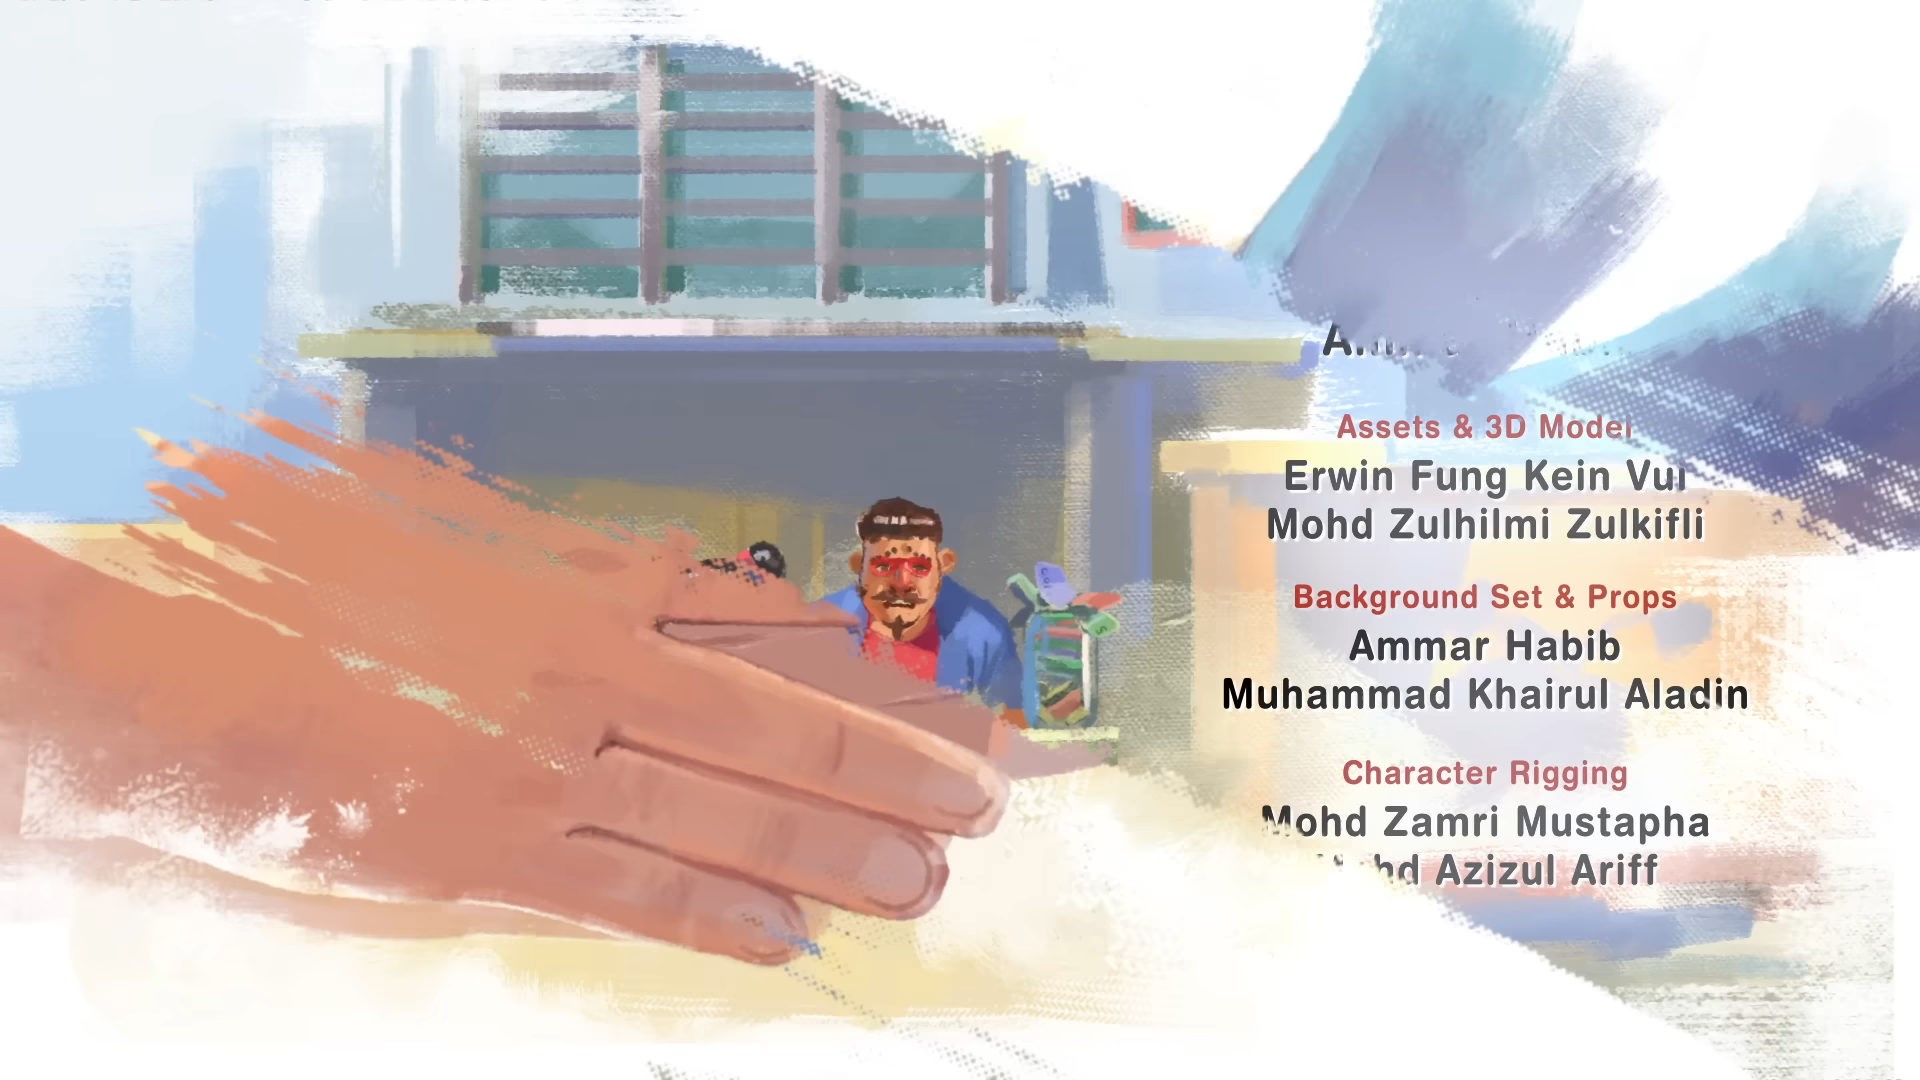 Assets & 3D Model
Erwin Fung Kein Vui
Mohd Zulhilmi Zulkifli
Background Set & Props
Ammar Habib
Muhammad Khairul Aladin
Character Rigging
Mohd Zamri Mustapha
Mohd Azizul Ariff